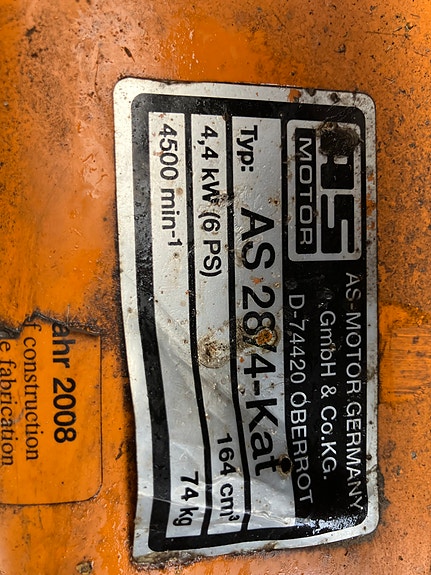 AS
MOTOR
AS-MOTOR GERMANY
GmbH & Co.KG.
D-74420 OBERROT
Typ: AS 28/4-Kat
4,4 kW (6 PS) 164 cm³
4500 min⁻¹ 74 kg
ahr 2008
f construction
e fabrication